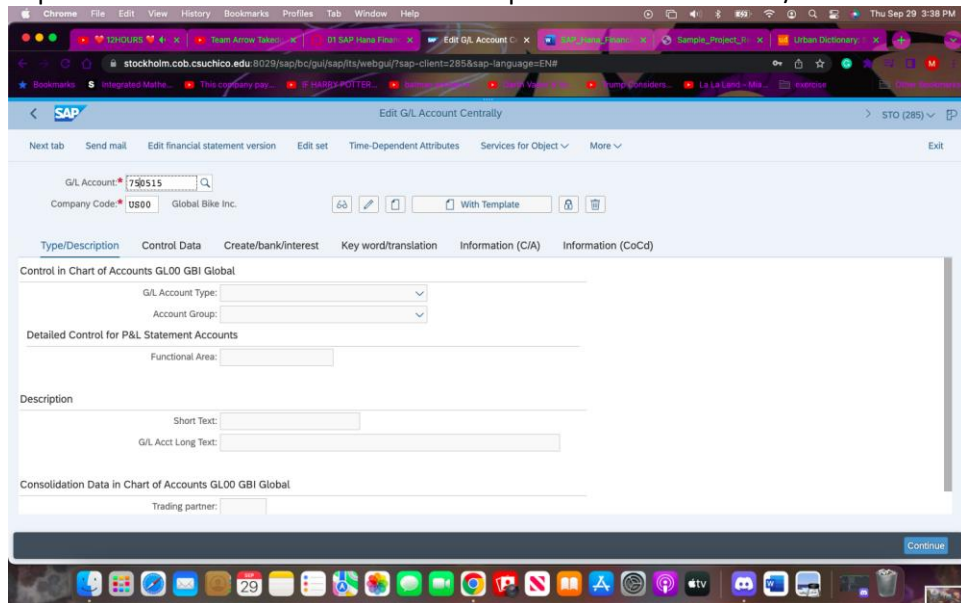 Chrome File Edit View History Bookmarks Profiles Tab Window Help Thu Sep 29 3:38 PM
12HOURS Team Arrow Taked 01 SAP Hana Finan Edit G/L Account C SAP_Hana_Financ Sample_Project_R Urban Dictionary:
stockholm.cob.csuchico.edu:8029/sap/bc/gui/sap/its/webgui/?sap-client=285&sap-language=EN#
Bookmarks S Integrated Mathe... This company pay... IF HARRY POTTER... Trump Considers... La La Land - Mia... exercise Other Bookmarks
SAP Edit G/L Account Centrally STO (285)
Next tab Send mail Edit financial statement version Edit set Time-Dependent Attributes Services for Object More Exit
G/L Account:* 750515
Company Code:* US00 Global Bike Inc. With Template
Type/Description Control Data Create/bank/interest Key word/translation Information (C/A) Information (CoCd)
Control in Chart of Accounts GL00 GBI Global
G/L Account Type:
Account Group:
Detailed Control for P&L Statement Accounts
Functional Area:
Description
Short Text:
G/L Acct Long Text:
Consolidation Data in Chart of Accounts GL00 GBI Global
Trading partner:
Continue
SEP
29
tv